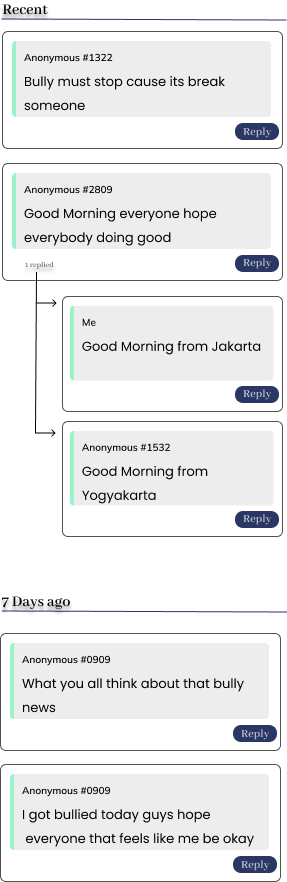 Recent
Anonymous #1322
Bully must stop cause its break
someone
Reply
Anonymous #2809
Good Morning everyone hope
everybody doing good
1 replied
Reply
Me
Good Morning from Jakarta
Reply
Anonymous #1532
Good Morning from
Yogyakarta
Reply
7 Days ago
Anonymous #0909
What you all think about that bully
news
Reply
Anonymous #0909
I got bullied today guys hope
everyone that feels like me be okay
Reply